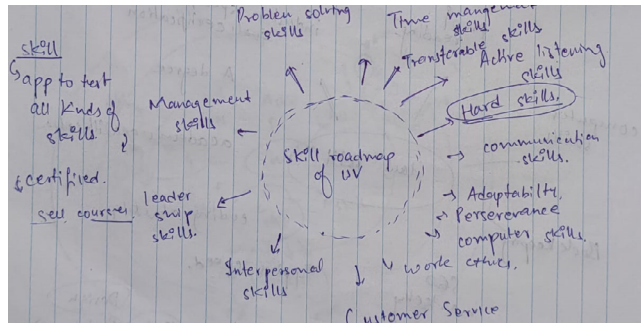 Problem solving
skills
Time mangement
skills
Transferable skills
Active listening
skills
Hard skills.
communication
skills.
Adaptabilty.
Perseverance
computer skills.
work ethics.
Customer Service
Interpersonal
skills
leader
ship
skills.
Management
skills
Skill roadmap
of UV
skill
app to test
all kinds of
skills.
certified.
sell courses.